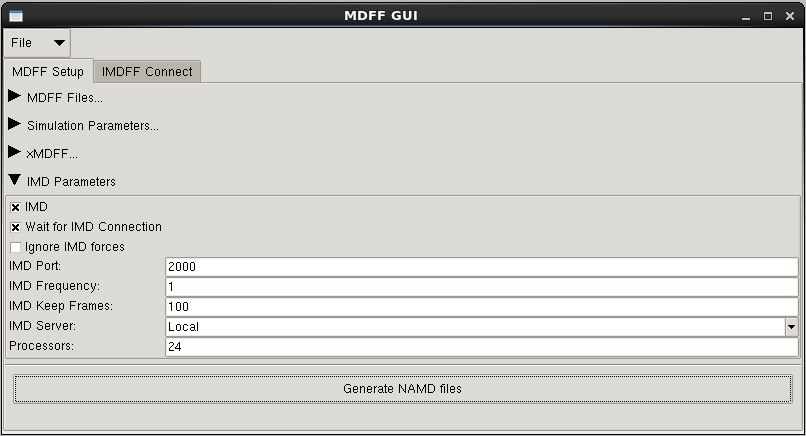 MDFF GUI
File
MDFF Setup IMDFF Connect
MDFF Files...
Simulation Parameters...
xMDFF...
IMD Parameters
IMD
Wait for IMD Connection
Ignore IMD forces
IMD Port: 2000
IMD Frequency: 1
IMD Keep Frames: 100
IMD Server: Local
Processors: 24
Generate NAMD files